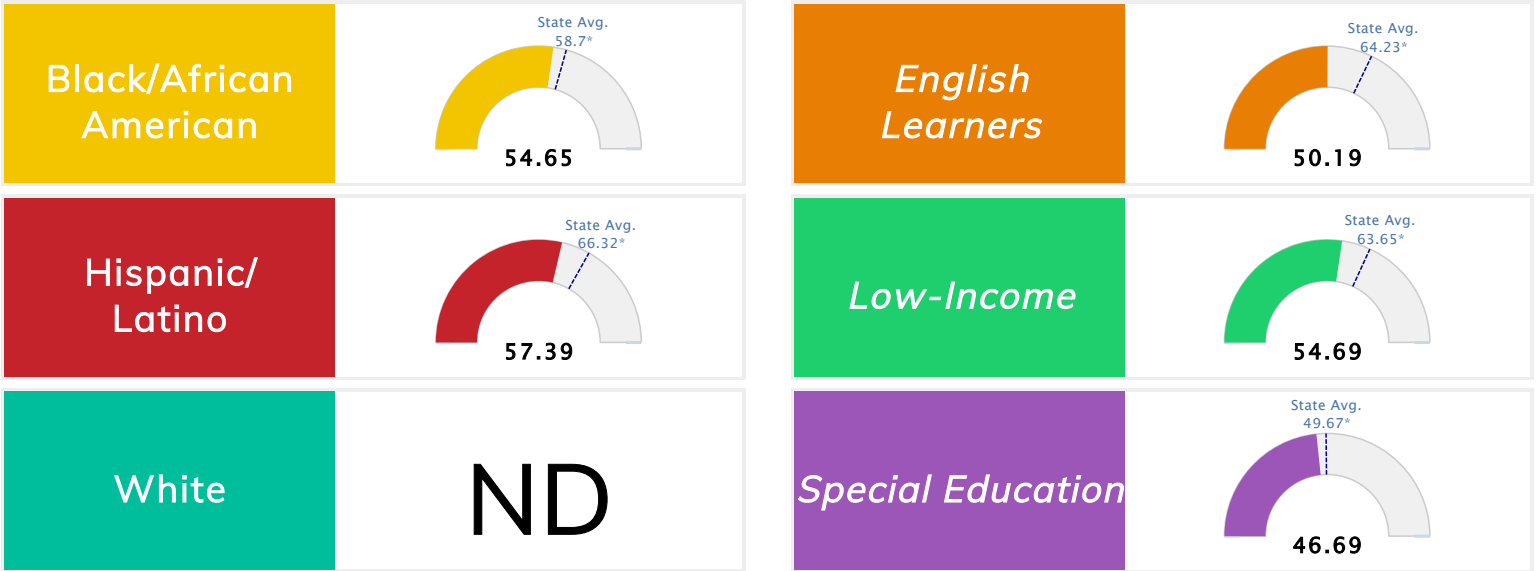 Black/African
American
State Avg.
58.7*
54.65
English
Learners
State Avg.
64.23*
50.19
Hispanic/
Latino
State Avg.
66.32*
57.39
Low-Income
State Avg.
63.65*
54.69
White
ND
Special Education
State Avg.
49.67*
46.69